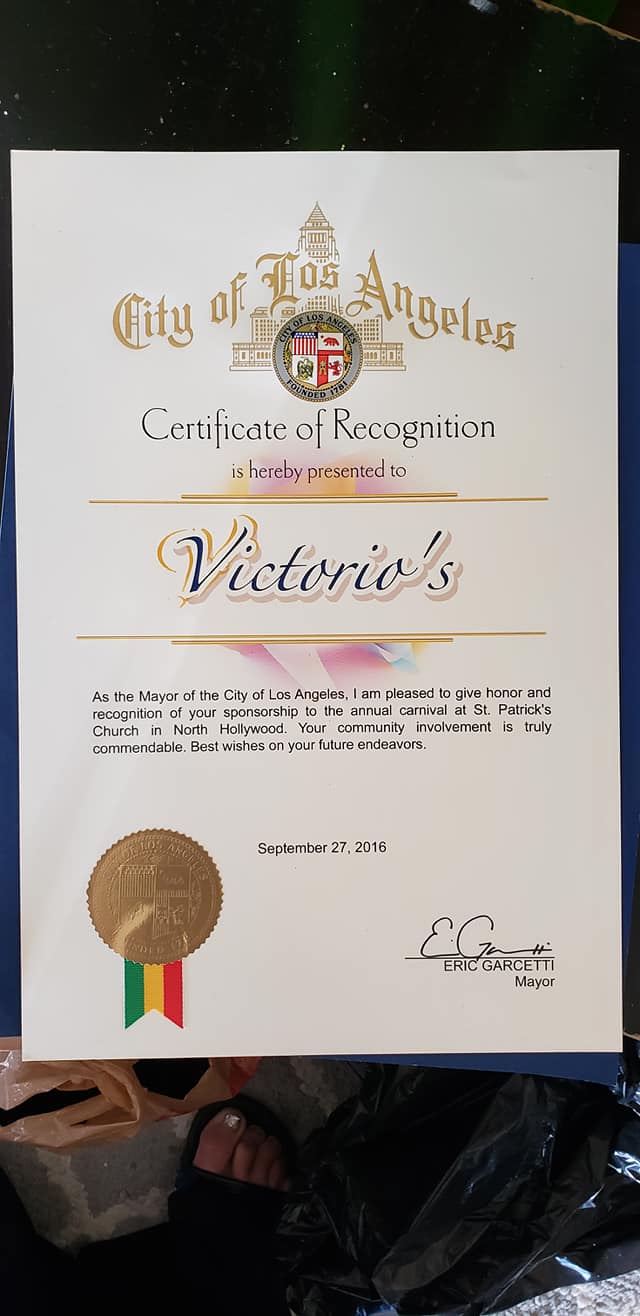 City of Los Angeles
CITY OF LOS ANGELES
FOUNDED 1781
Certificate of Recognition
is hereby presented to
Victorio's
As the Mayor of the City of Los Angeles, I am pleased to give honor and
recognition of your sponsorship to the annual carnival at St. Patrick's
Church in North Hollywood. Your community involvement is truly
commendable. Best wishes on your future endeavors.
September 27, 2016
E. Garcetti
ERIC GARCETTI
Mayor